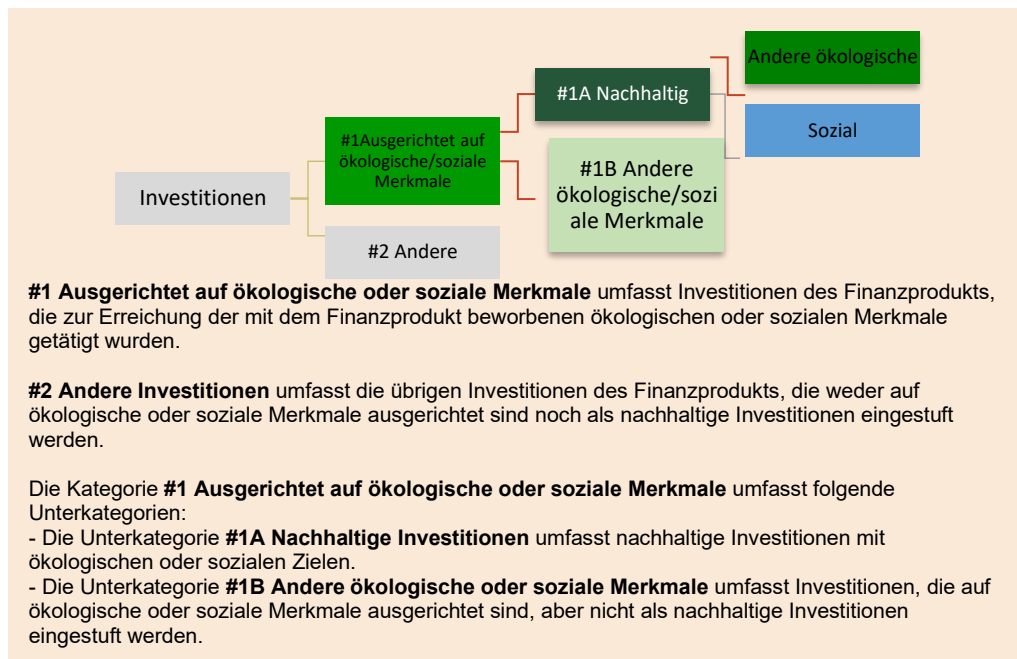 Andere ökologische
#1A Nachhaltig
Sozial
#1Ausgerichtet auf
ökologische/soziale
Merkmale
#1B Andere
ökologische/sozi
ale Merkmale
Investitionen
#2 Andere
#1 Ausgerichtet auf ökologische oder soziale Merkmale umfasst Investitionen des Finanzprodukts,
die zur Erreichung der mit dem Finanzprodukt beworbenen ökologischen oder sozialen Merkmale
getätigt wurden.
#2 Andere Investitionen umfasst die übrigen Investitionen des Finanzprodukts, die weder auf
ökologische oder soziale Merkmale ausgerichtet sind noch als nachhaltige Investitionen eingestuft
werden.
Die Kategorie #1 Ausgerichtet auf ökologische oder soziale Merkmale umfasst folgende
Unterkategorien:
- Die Unterkategorie #1A Nachhaltige Investitionen umfasst nachhaltige Investitionen mit
ökologischen oder sozialen Zielen.
- Die Unterkategorie #1B Andere ökologische oder soziale Merkmale umfasst Investitionen, die auf
ökologische oder soziale Merkmale ausgerichtet sind, aber nicht als nachhaltige Investitionen
eingestuft werden.